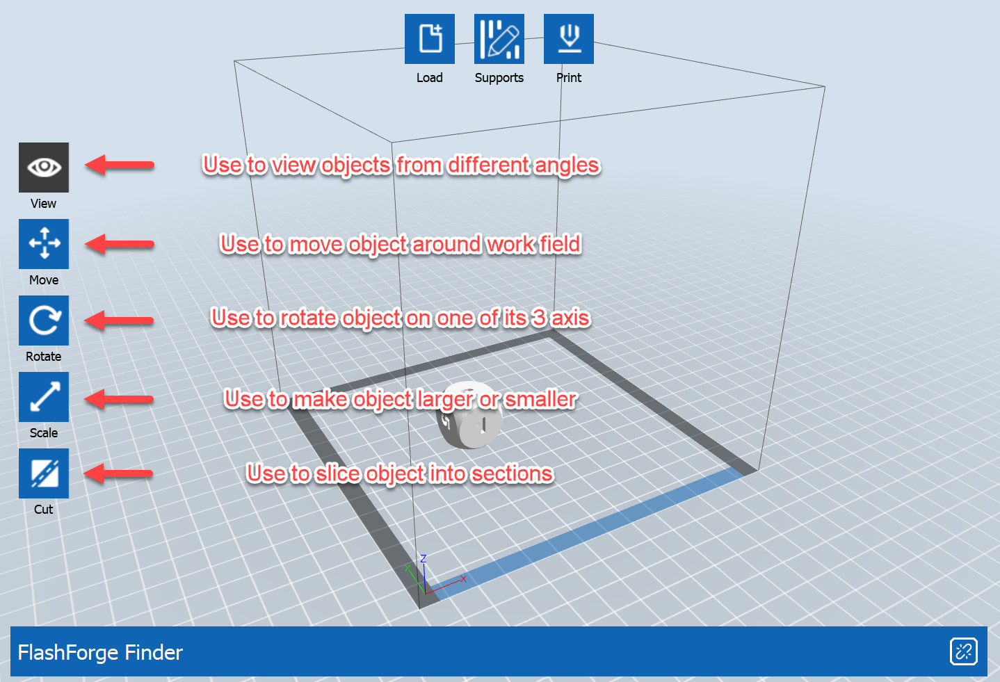 Load
Supports
Print
Use to view objects from different angles
View
Use to move object around work field
Move
Use to rotate object on one of its 3 axis
Rotate
Use to make object larger or smaller
Scale
5
1
Use to slice object into sections
Cut
Z
Y
X
FlashForge Finder